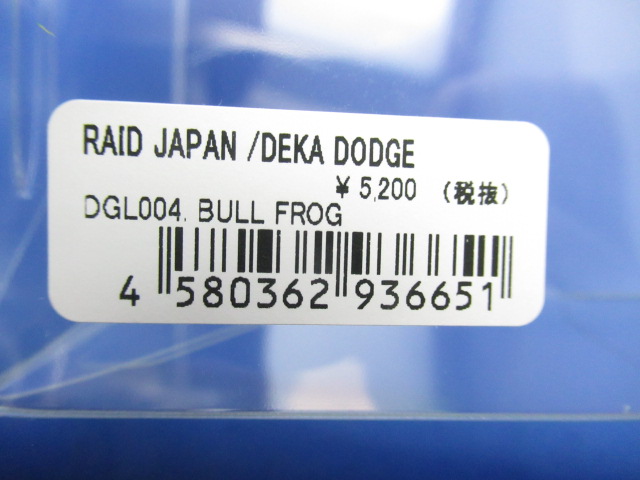 RAID JAPAN /DEKA DODGE
¥ 5,200 (税抜)
DGL004. BULL FROG
4 580362 936651